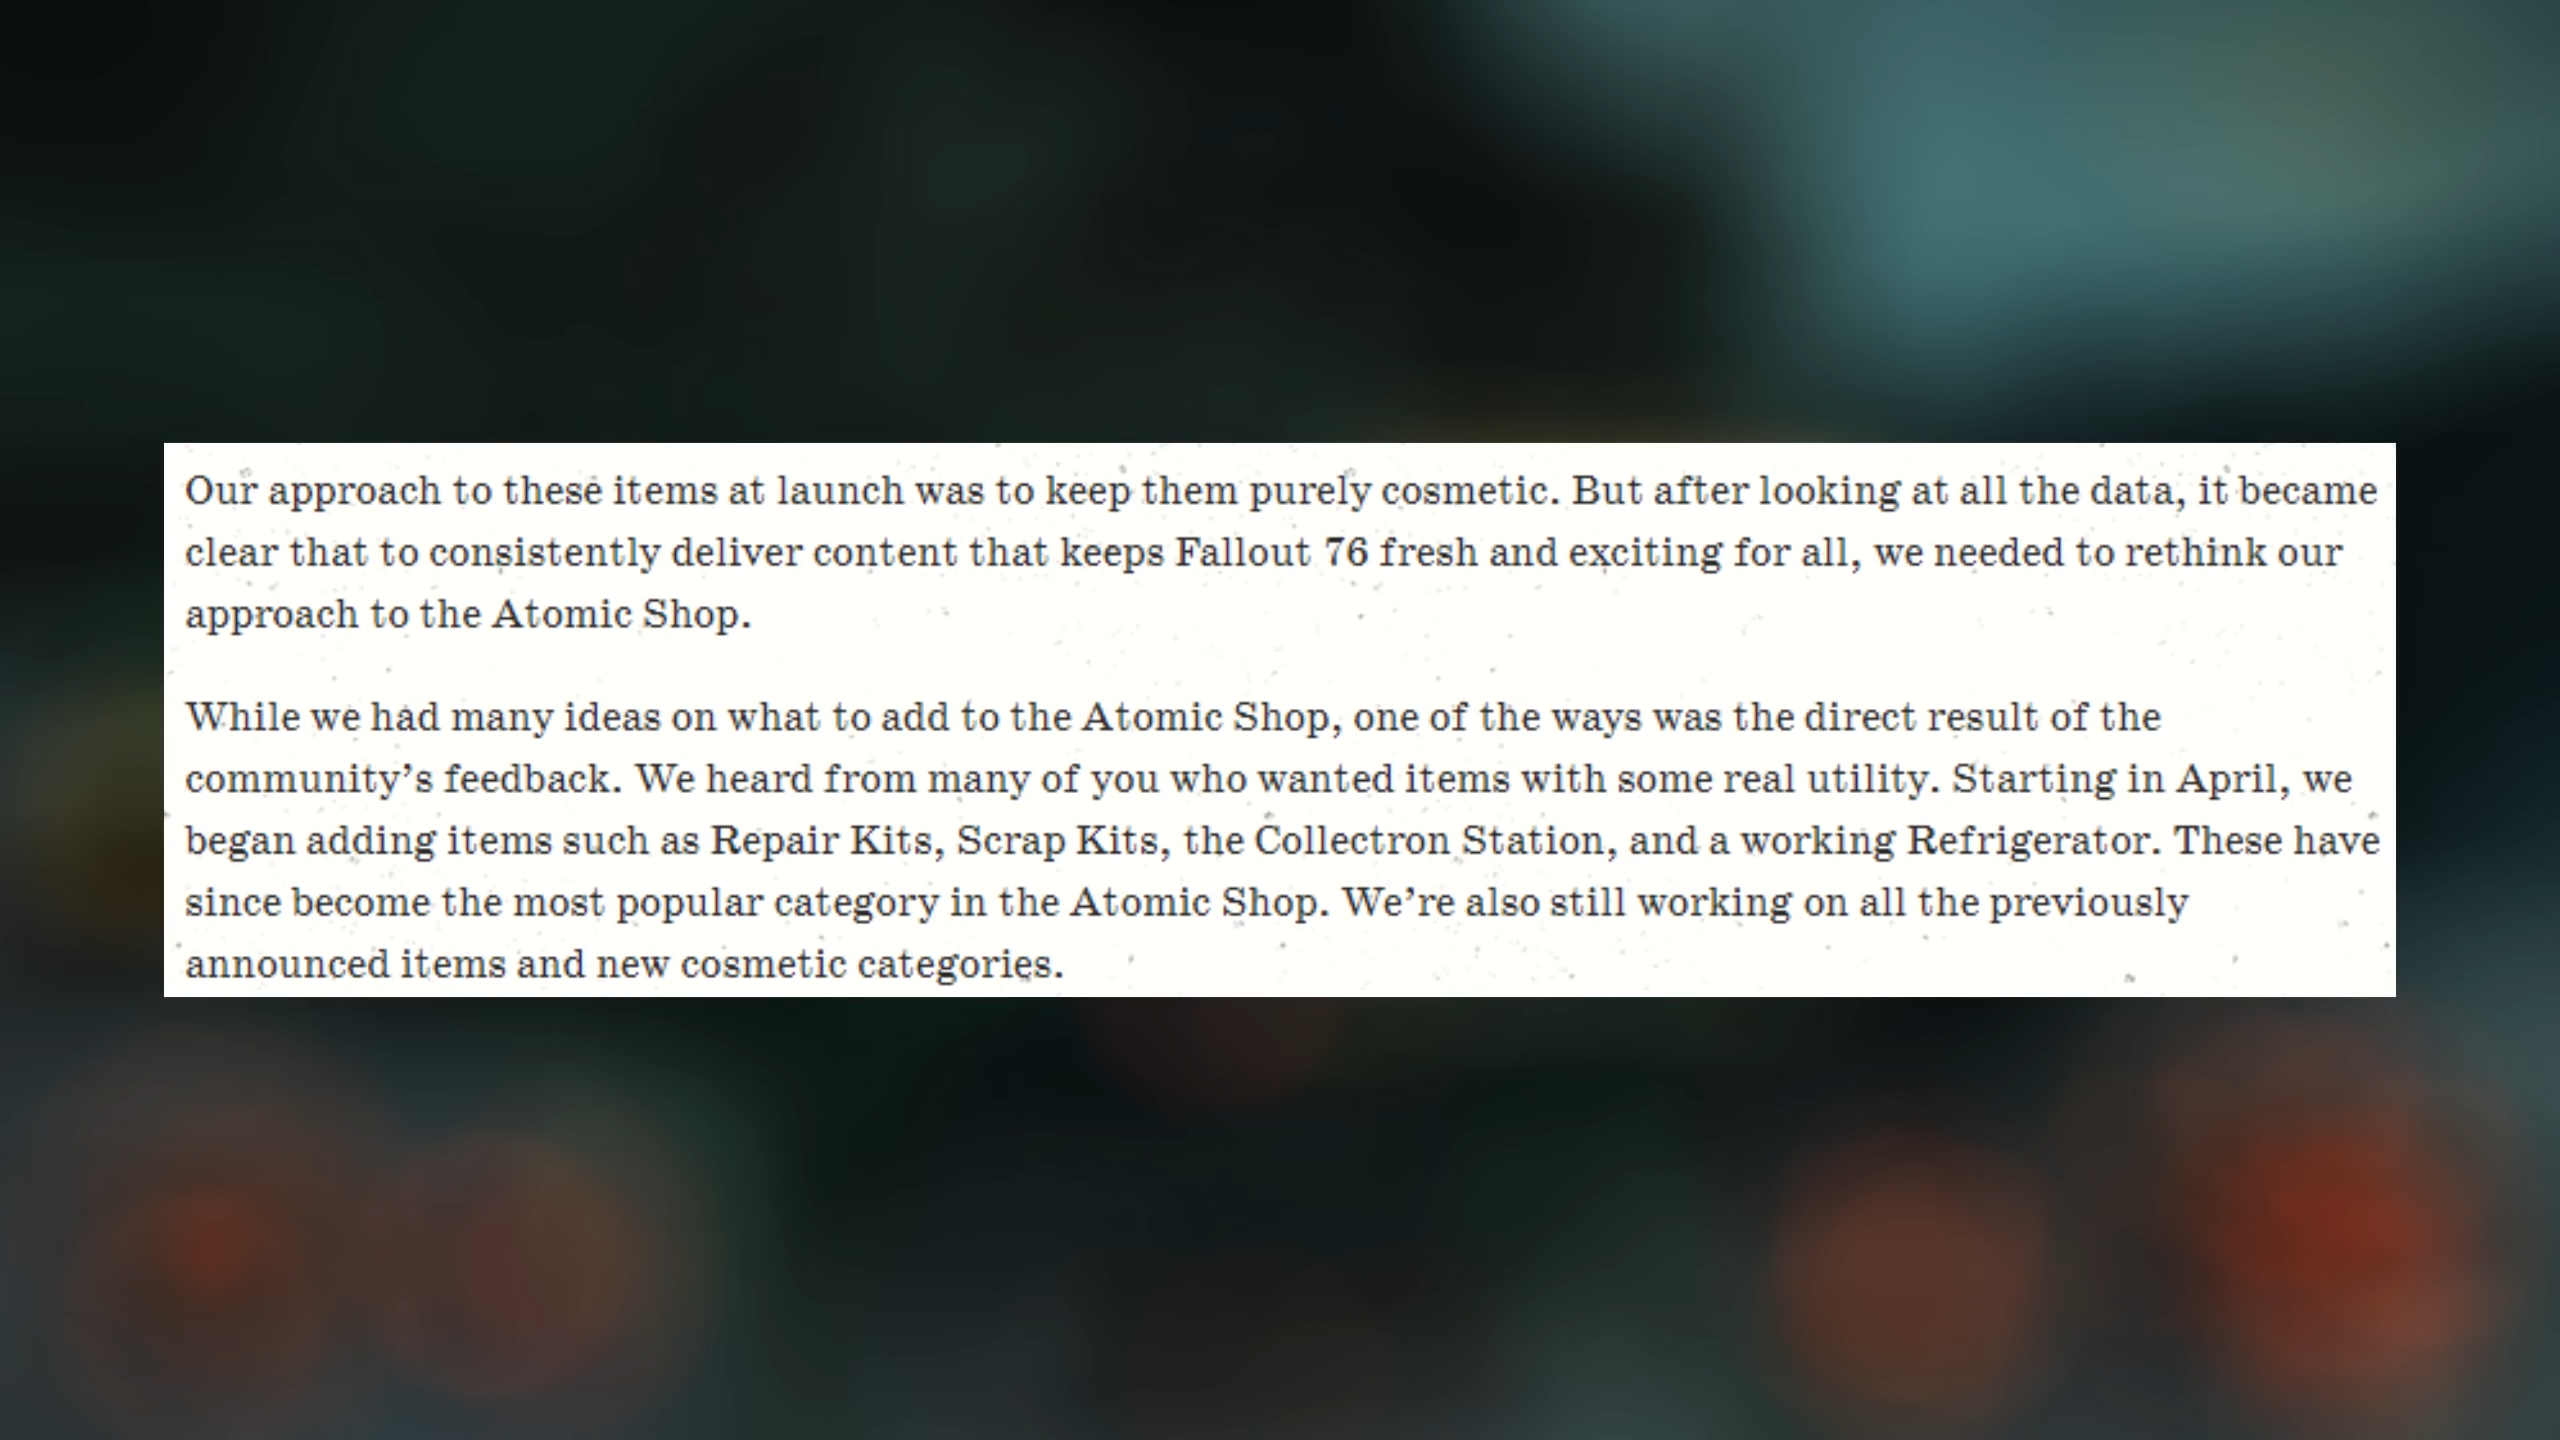 Our approach to these items at launch was to keep them purely cosmetic. But after looking at all the data, it became
clear that to consistently deliver content that keeps Fallout 76 fresh and exciting for all, we needed to rethink our
approach to the Atomic Shop.
While we had many ideas on what to add to the Atomic Shop, one of the ways was the direct result of the
community’s feedback. We heard from many of you who wanted items with some real utility. Starting in April, we
began adding items such as Repair Kits, Scrap Kits, the Collectron Station, and a working Refrigerator. These have
since become the most popular category in the Atomic Shop. We’re also still working on all the previously
announced items and new cosmetic categories.